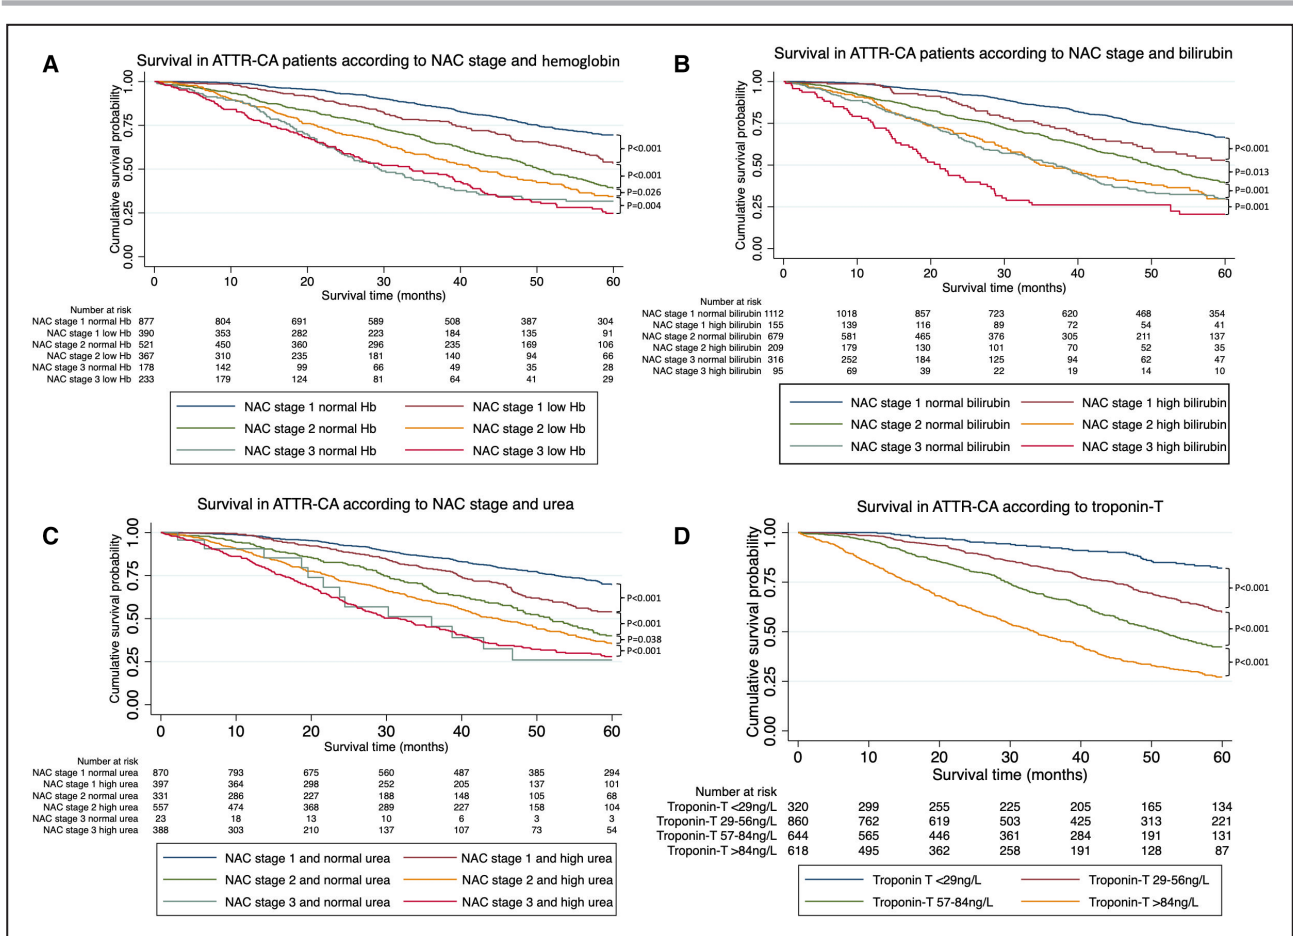 A
Survival in ATTR-CA patients according to NAC stage and hemoglobin
Cumulative survival probability
1.00
0.75
0.50
0.25
0.00
P<0.001
P<0.001
P=0.026
P=0.004
0 10 20 30 40 50 60
Survival time (months)
Number at risk
NAC stage 1 normal Hb 877 804 691 589 508 387 304
NAC stage 1 low Hb 390 353 282 223 184 135 91
NAC stage 2 normal Hb 521 450 360 296 235 169 106
NAC stage 2 low Hb 367 310 235 181 140 94 66
NAC stage 3 normal Hb 178 142 99 66 49 35 28
NAC stage 3 low Hb 233 179 124 81 64 41 29
NAC stage 1 normal Hb NAC stage 1 low Hb
NAC stage 2 normal Hb NAC stage 2 low Hb
NAC stage 3 normal Hb NAC stage 3 low Hb
B
Survival in ATTR-CA patients according to NAC stage and bilirubin
Cumulative survival probability
1.00
0.75
0.50
0.25
0.00
P<0.001
P=0.013
P=0.001
P=0.001
0 10 20 30 40 50 60
Survival time (months)
Number at risk
NAC stage 1 normal bilirubin 1112 1018 857 723 620 468 354
NAC stage 1 high bilirubin 155 139 116 89 72 54 41
NAC stage 2 normal bilirubin 679 581 465 376 305 211 137
NAC stage 2 high bilirubin 209 179 130 101 70 52 35
NAC stage 3 normal bilirubin 316 252 184 125 94 62 47
NAC stage 3 high bilirubin 95 69 39 22 19 14 10
NAC stage 1 normal bilirubin NAC stage 1 high bilirubin
NAC stage 2 normal bilirubin NAC stage 2 high bilirubin
NAC stage 3 normal bilirubin NAC stage 3 high bilirubin
C
Survival in ATTR-CA according to NAC stage and urea
Cumulative survival probability
1.00
0.75
0.50
0.25
0.00
P<0.001
P<0.001
P=0.038
P<0.001
0 10 20 30 40 50 60
Survival time (months)
Number at risk
NAC stage 1 normal urea 870 793 675 560 487 385 294
NAC stage 1 high urea 397 364 298 252 205 137 101
NAC stage 2 normal urea 331 286 227 188 148 105 68
NAC stage 2 high urea 557 474 368 289 227 158 104
NAC stage 3 normal urea 23 18 13 10 6 3 3
NAC stage 3 high urea 388 303 210 137 107 73 54
NAC stage 1 and normal urea NAC stage 1 and high urea
NAC stage 2 and normal urea NAC stage 2 and high urea
NAC stage 3 and normal urea NAC stage 3 and high urea
D
Survival in ATTR-CA according to troponin-T
Cumulative survival probability
1.00
0.75
0.50
0.25
0.00
P<0.001
P<0.001
P<0.001
0 10 20 30 40 50 60
Survival time (months)
Number at risk
Troponin-T <29ng/L 320 299 255 225 205 165 134
Troponin-T 29-56ng/L 860 762 619 503 425 313 221
Troponin-T 57-84ng/L 644 565 446 361 284 191 131
Troponin-T >84ng/L 618 495 362 258 191 128 87
Troponin T <29ng/L Troponin-T 29-56ng/L
Troponin-T 57-84ng/L Troponin-T >84ng/L